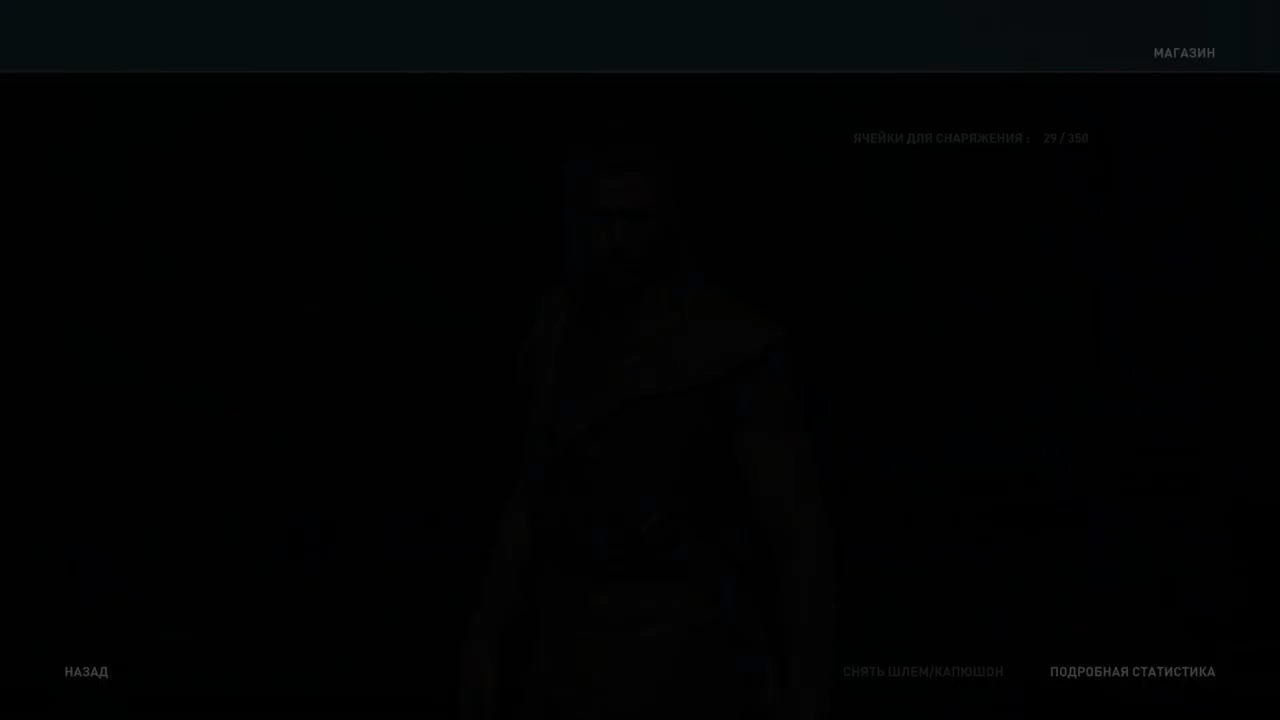 МАГАЗИН
ЯЧЕЙКИ ДЛЯ СНАРЯЖЕНИЯ : 29 / 350
НАЗАД
СНЯТЬ ШЛЕМ/КАПЮШОН
ПОДРОБНАЯ СТАТИСТИКА